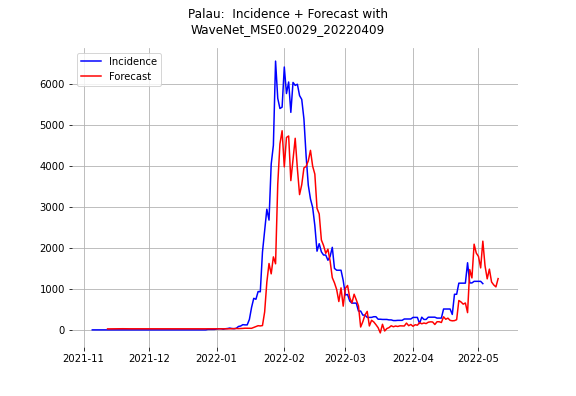 Palau:  Incidence + Forecast with
WaveNet_MSE0.0029_20220409
Incidence
Forecast
6000
5000
4000
3000
2000
1000
0
2021-11 2021-12 2022-01 2022-02 2022-03 2022-04 2022-05